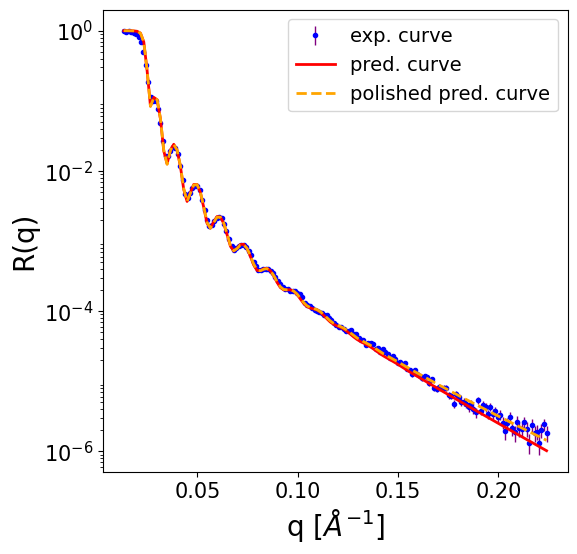 exp. curve
pred. curve
polished pred. curve
R(q)
10^0
10^{-2}
10^{-4}
10^{-6}
0.05 0.10 0.15 0.20
q [Å^{-1}]